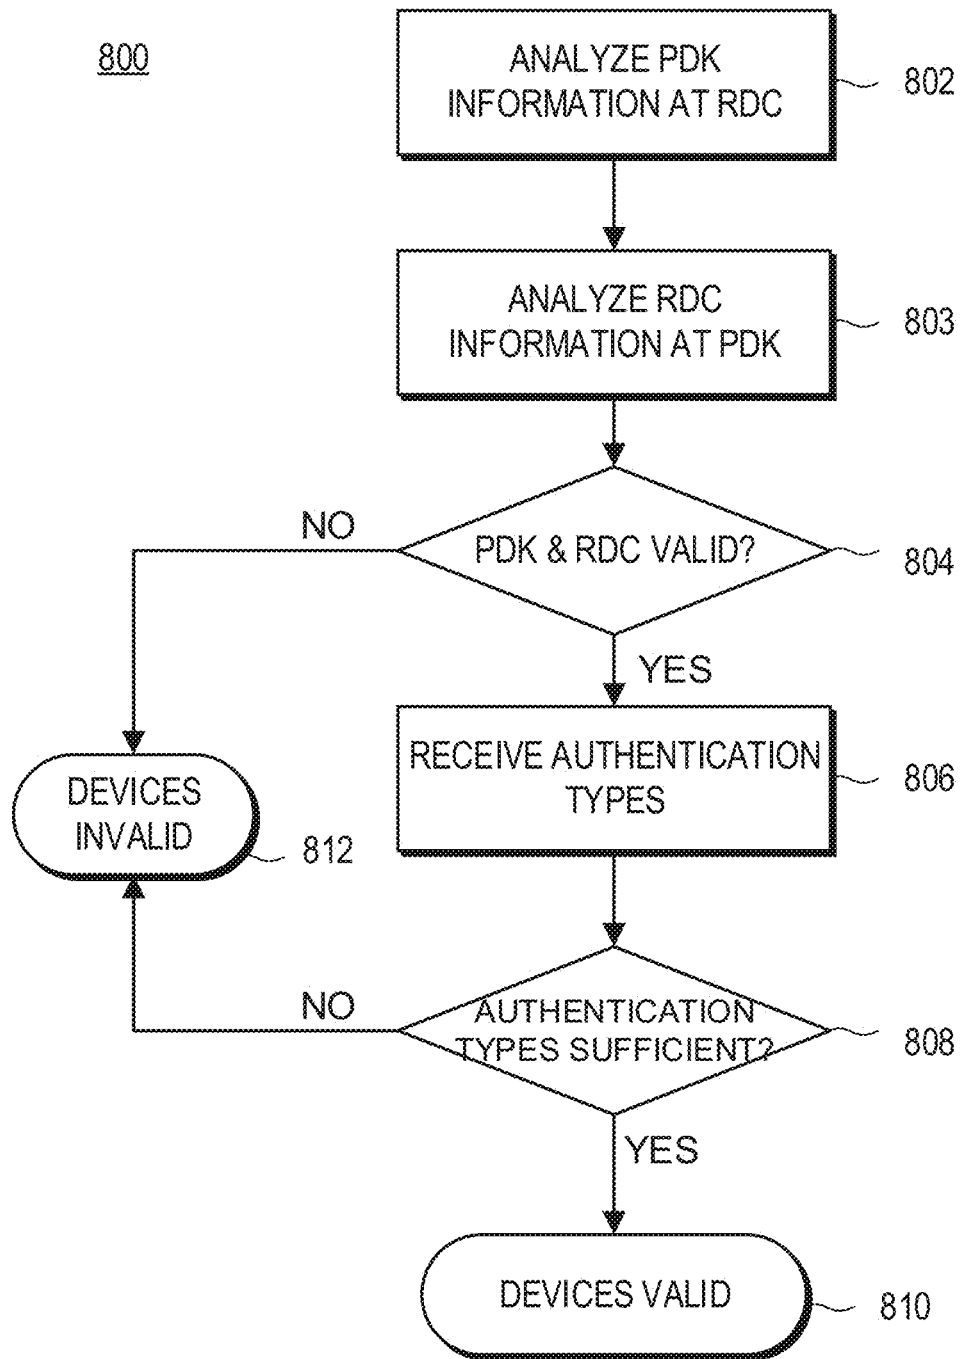 800
ANALYZE PDK
INFORMATION AT RDC
802
ANALYZE RDC
INFORMATION AT PDK
803
NO
PDK & RDC VALID?
804
YES
RECEIVE AUTHENTICATION
TYPES
806
DEVICES
INVALID
812
NO
AUTHENTICATION
TYPES SUFFICIENT?
808
YES
DEVICES VALID
810